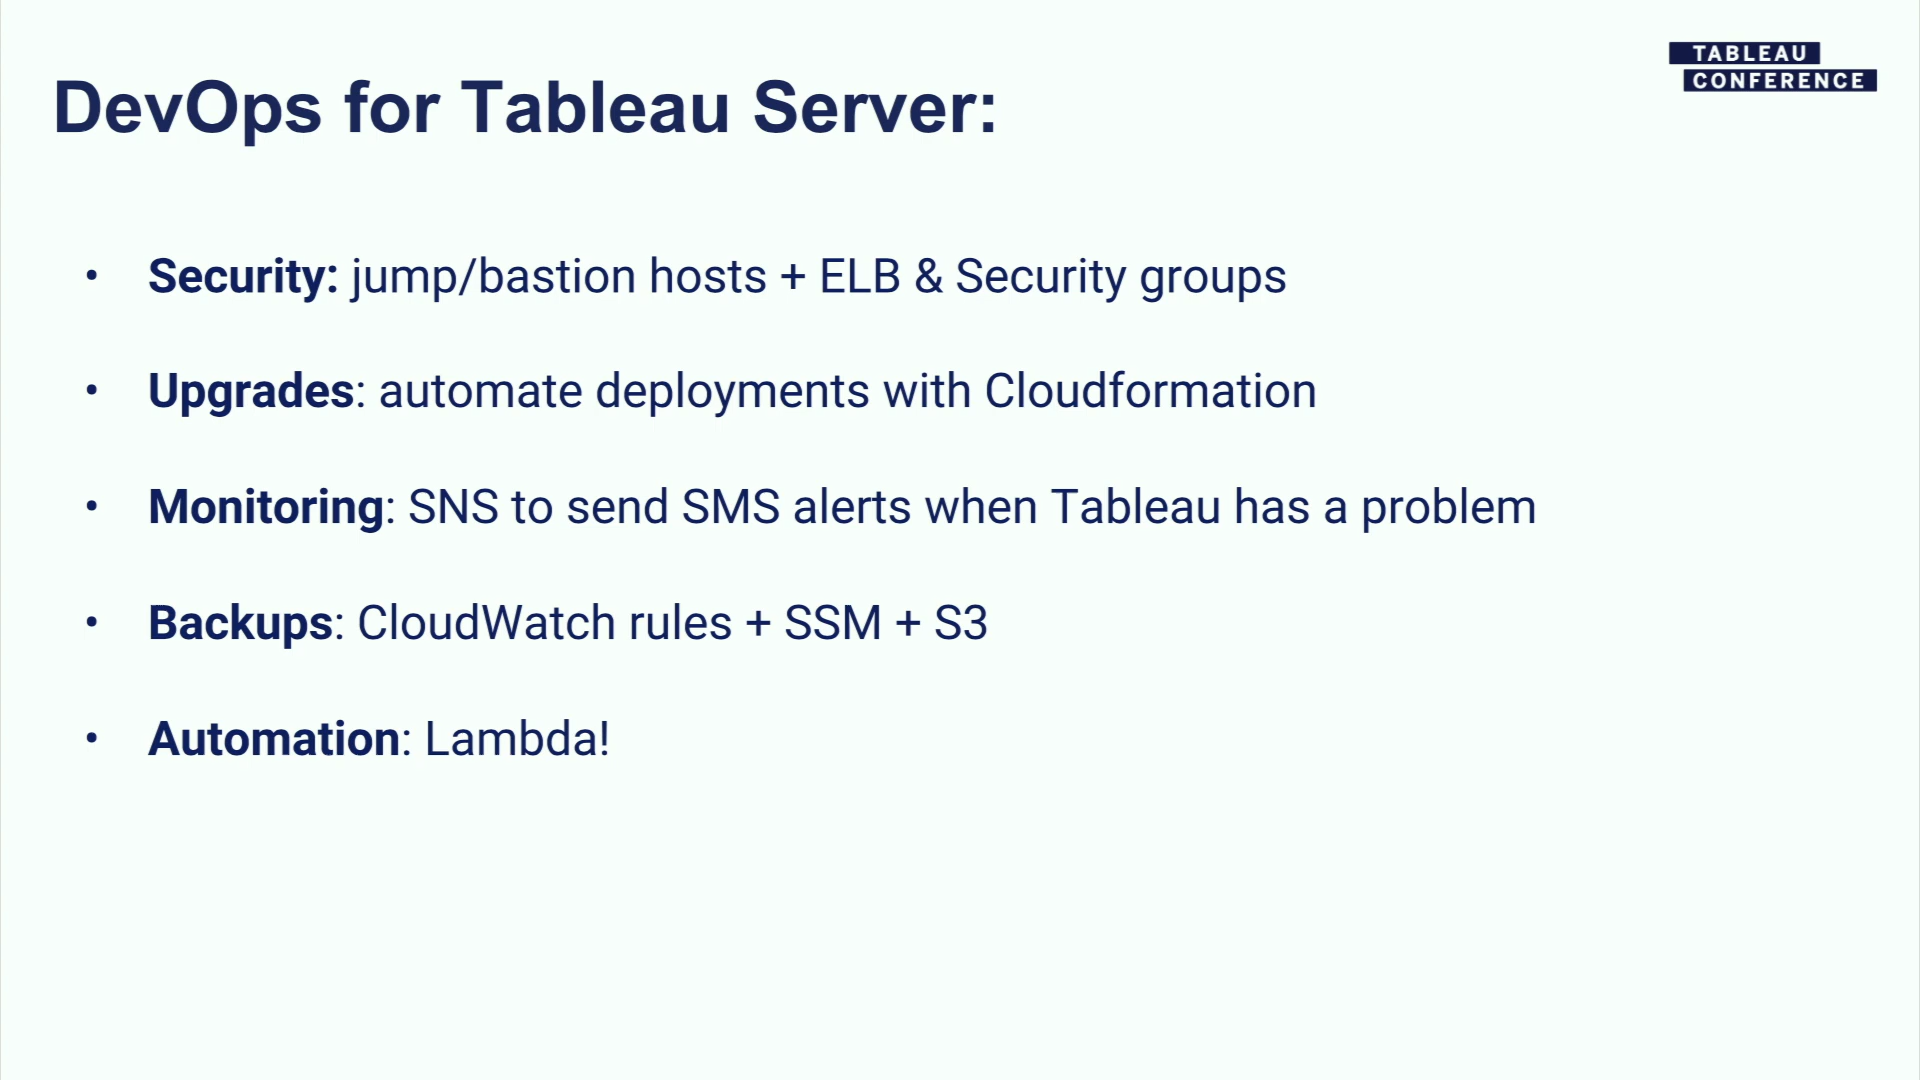 DevOps for Tableau Server:
TABLEAU
CONFERENCE
• Security: jump/bastion hosts + ELB & Security groups
• Upgrades: automate deployments with Cloudformation
• Monitoring: SNS to send SMS alerts when Tableau has a problem
• Backups: CloudWatch rules + SSM + S3
• Automation: Lambda!